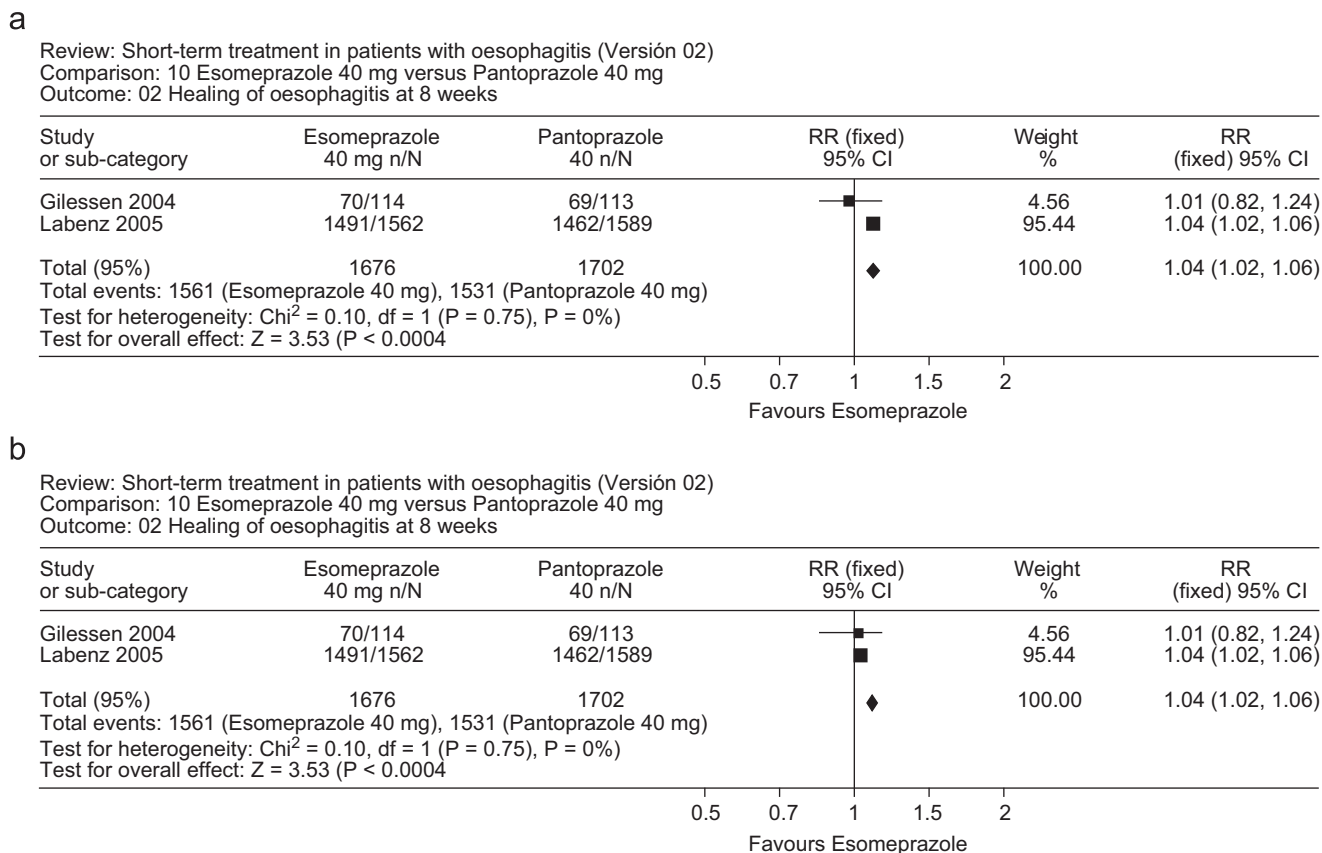 a
Review: Short-term treatment in patients with oesophagitis (Versión 02)
Comparison: 10 Esomeprazole 40 mg versus Pantoprazole 40 mg
Outcome: 02 Healing of oesophagitis at 8 weeks
Study Esomeprazole Pantoprazole RR (fixed) Weight RR
or sub-category 40 mg n/N 40 n/N 95% CI % (fixed) 95% CI
Gilessen 2004 70/114 69/113 4.56 1.01 (0.82, 1.24)
Labenz 2005 1491/1562 1462/1589 95.44 1.04 (1.02, 1.06)
Total (95%) 1676 1702 100.00 1.04 (1.02, 1.06)
Total events: 1561 (Esomeprazole 40 mg), 1531 (Pantoprazole 40 mg)
Test for heterogeneity: Chi² = 0.10, df = 1 (P = 0.75), P = 0%)
Test for overall effect: Z = 3.53 (P < 0.0004
0.5 0.7 1 1.5 2
Favours Esomeprazole
b
Review: Short-term treatment in patients with oesophagitis (Versión 02)
Comparison: 10 Esomeprazole 40 mg versus Pantoprazole 40 mg
Outcome: 02 Healing of oesophagitis at 8 weeks
Study Esomeprazole Pantoprazole RR (fixed) Weight RR
or sub-category 40 mg n/N 40 n/N 95% CI % (fixed) 95% CI
Gilessen 2004 70/114 69/113 4.56 1.01 (0.82, 1.24)
Labenz 2005 1491/1562 1462/1589 95.44 1.04 (1.02, 1.06)
Total (95%) 1676 1702 100.00 1.04 (1.02, 1.06)
Total events: 1561 (Esomeprazole 40 mg), 1531 (Pantoprazole 40 mg)
Test for heterogeneity: Chi² = 0.10, df = 1 (P = 0.75), P = 0%)
Test for overall effect: Z = 3.53 (P < 0.0004
0.5 0.7 1 1.5 2
Favours Esomeprazole